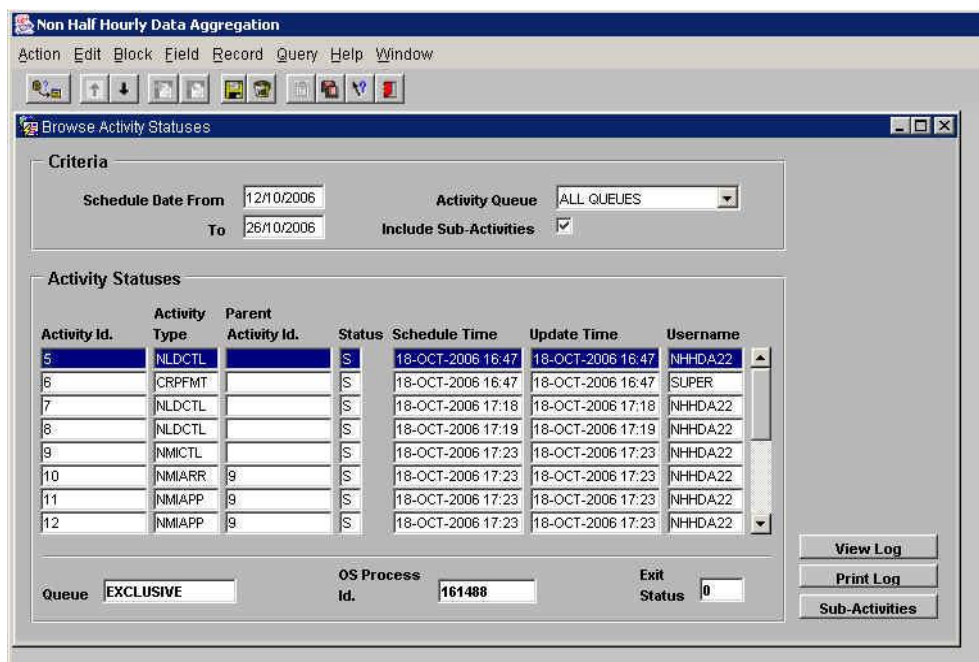 Non Half Hourly Data Aggregation
Action Edit Block Field Record Query Help Window
Browse Activity Statuses
Criteria
Schedule Date From 12/10/2006 Activity Queue ALL QUEUES
To 26/10/2006 Include Sub-Activities
Activity Statuses
Activity Parent
Activity Id. Type Activity Id. Status Schedule Time Update Time Username
5 NLDCTL S 18-OCT-2006 16:47 18-OCT-2006 16:47 NHHDA22
6 CRPFMT S 18-OCT-2006 16:47 18-OCT-2006 16:47 SUPER
7 NLDCTL S 18-OCT-2006 17:18 18-OCT-2006 17:18 NHHDA22
8 NLDCTL S 18-OCT-2006 17:19 18-OCT-2006 17:19 NHHDA22
9 NMICTL S 18-OCT-2006 17:23 18-OCT-2006 17:23 NHHDA22
10 NMIARR 9 S 18-OCT-2006 17:23 18-OCT-2006 17:23 NHHDA22
11 NMIAPP 9 S 18-OCT-2006 17:23 18-OCT-2006 17:23 NHHDA22
12 NMIAPP 9 S 18-OCT-2006 17:23 18-OCT-2006 17:23 NHHDA22
View Log
OS Process Exit
Queue EXCLUSIVE Id. 161488 Status 0
Print Log
Sub-Activities